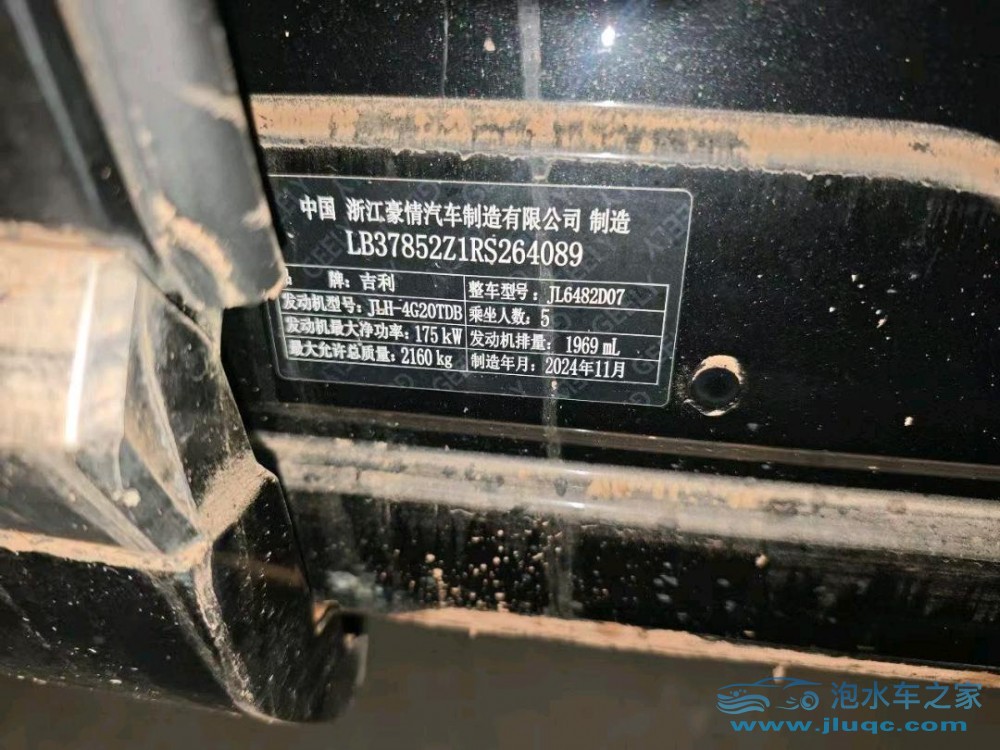 中国 浙江豪情汽车制造有限公司 制造
LB37852Z1RS264089
品 牌：吉利 整车型号：JL6482D07
发动机型号：JLH-4G20TDB 乘坐人数：5
发动机最大净功率：175 kW 发动机排量：1969 mL
最大允许总质量：2160 kg 制造年月：2024年11月
泡水车之家
www.jluqc.com